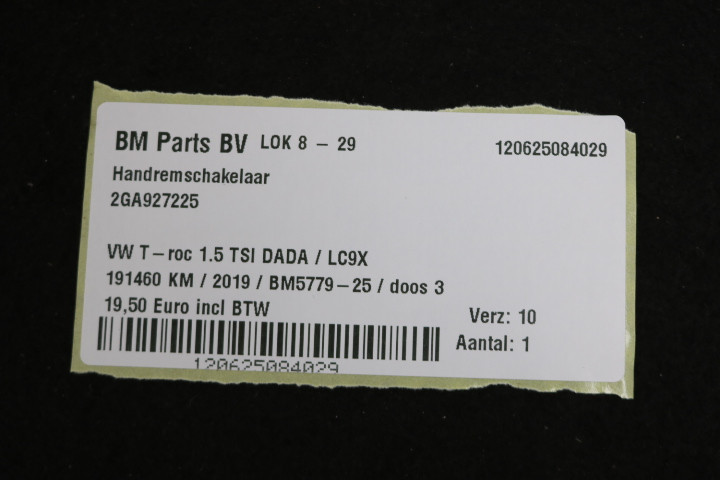 BM Parts BV LOK 8 - 29 120625084029
Handremschakelaar
2GA927225
VW T-roc 1.5 TSI DADA / LC9X
191460 KM / 2019 / BM5779-25 / doos 3
19,50 Euro incl BTW
Verz: 10
Aantal: 1
120625084029